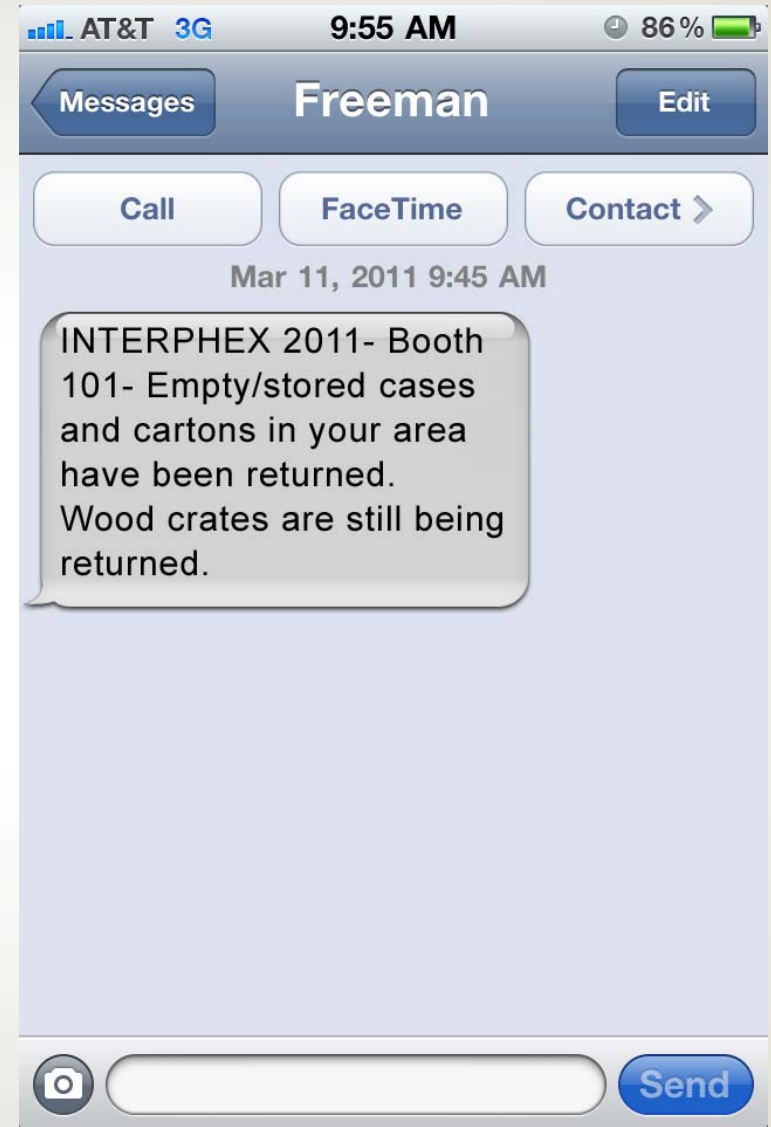 AT&T 3G 9:55 AM 86%
Messages Freeman Edit
Call FaceTime Contact
Mar 11, 2011 9:45 AM
INTERPHEX 2011- Booth
101- Empty/stored cases
and cartons in your area
have been returned.
Wood crates are still being
returned.
Send